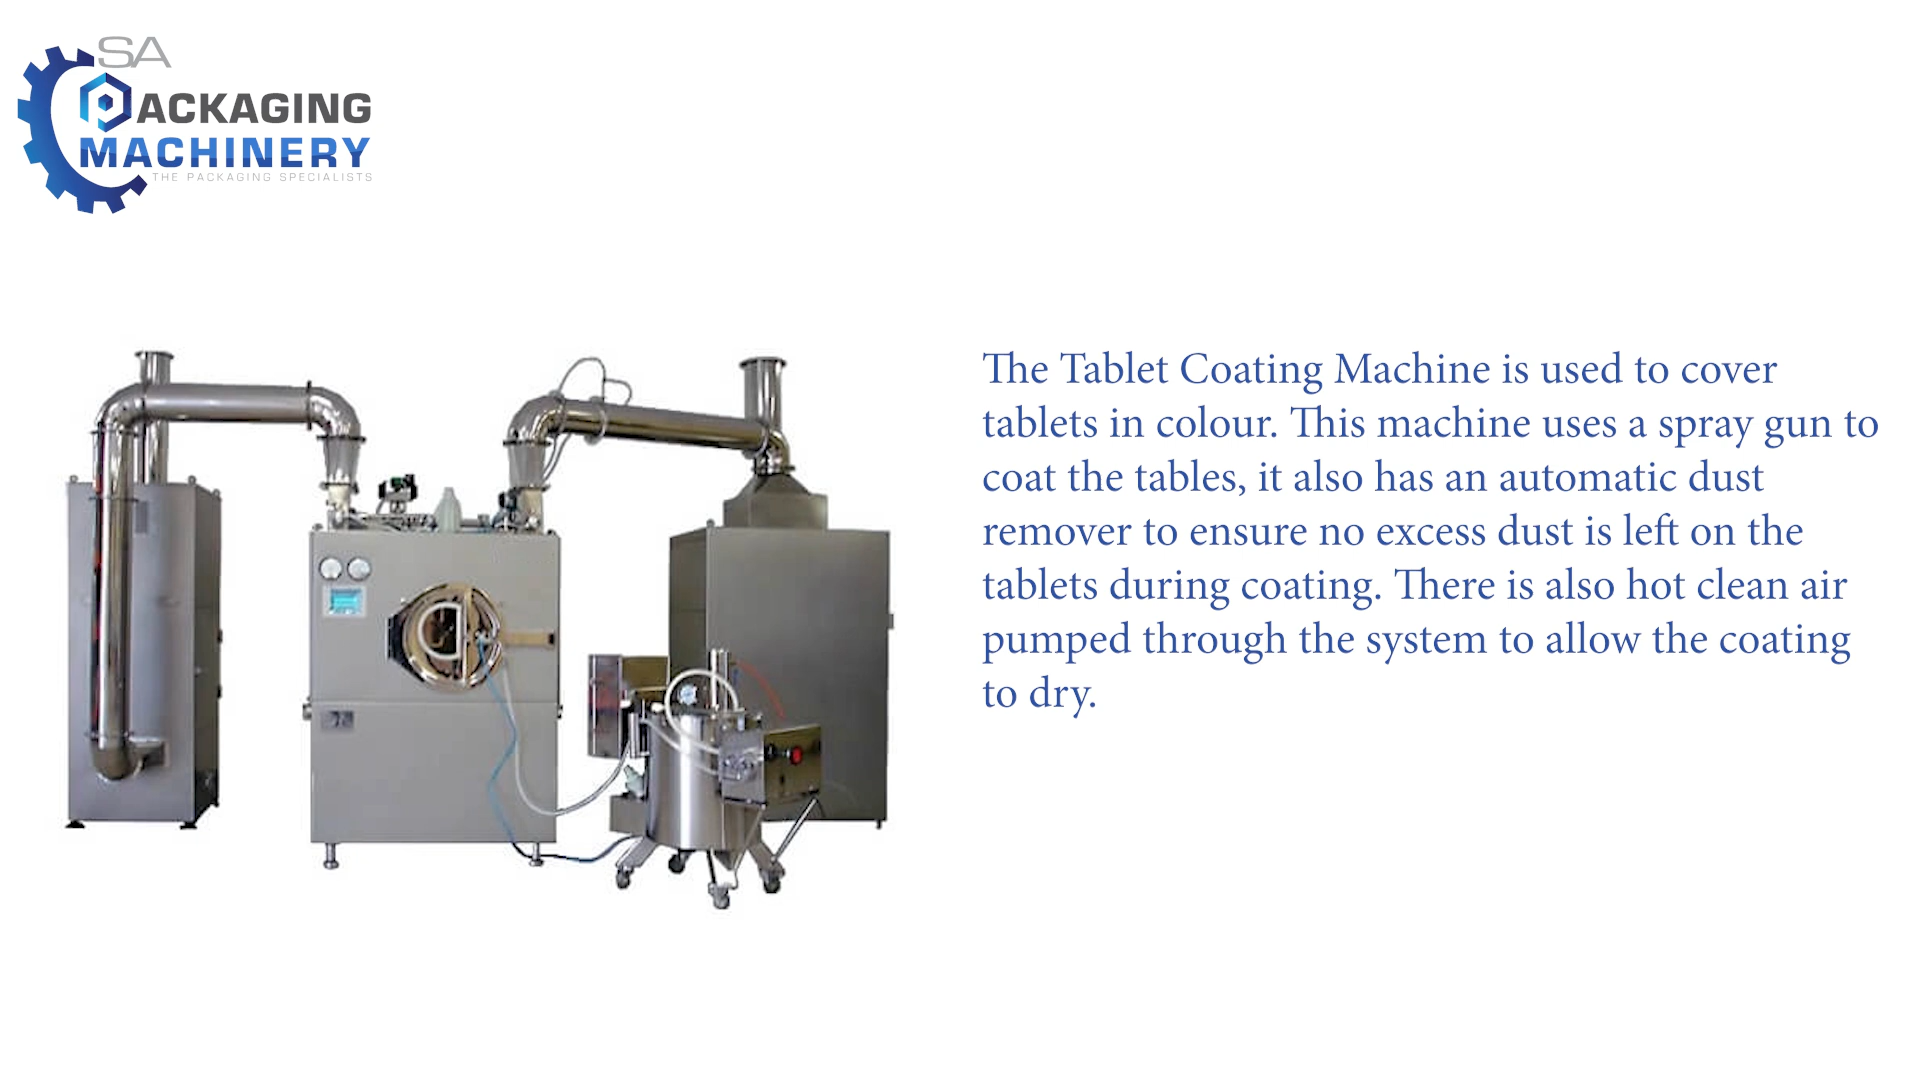 SA
PACKAGING
MACHINERY
THE PACKAGING SPECIALISTS
The Tablet Coating Machine is used to cover
tablets in colour. This machine uses a spray gun to
coat the tables, it also has an automatic dust
remover to ensure no excess dust is left on the
tablets during coating. There is also hot clean air
pumped through the system to allow the coating
to dry.